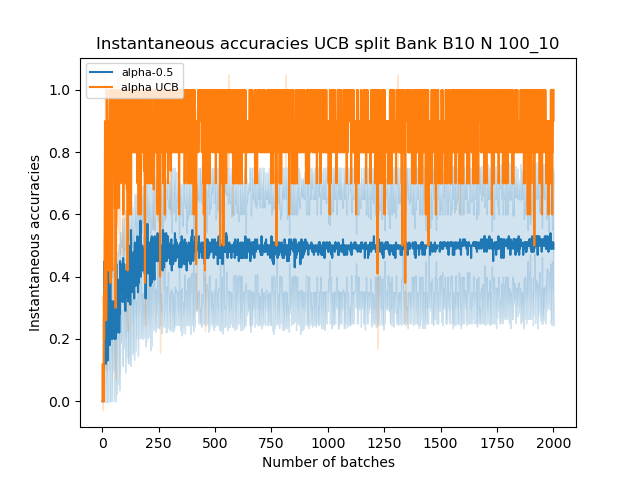 Instantaneous accuracies UCB split Bank B10 N 100_10
alpha-0.5
alpha UCB
Instantaneous accuracies
1.0
0.8
0.6
0.4
0.2
0.0
0 250 500 750 1000 1250 1500 1750 2000
Number of batches